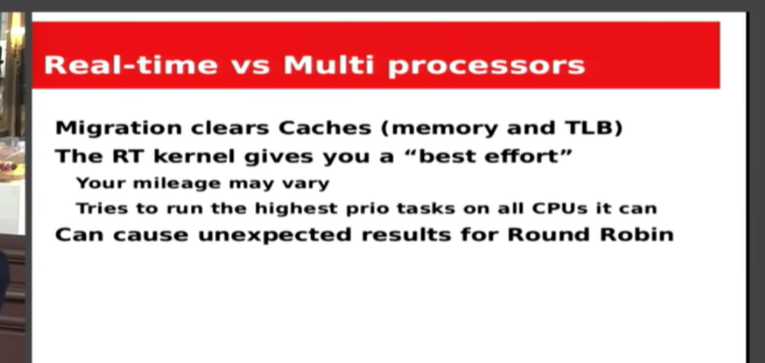 Real-time vs Multi processors
Migration clears Caches (memory and TLB)
The RT kernel gives you a “best effort”
Your mileage may vary
Tries to run the highest prio tasks on all CPUs it can
Can cause unexpected results for Round Robin